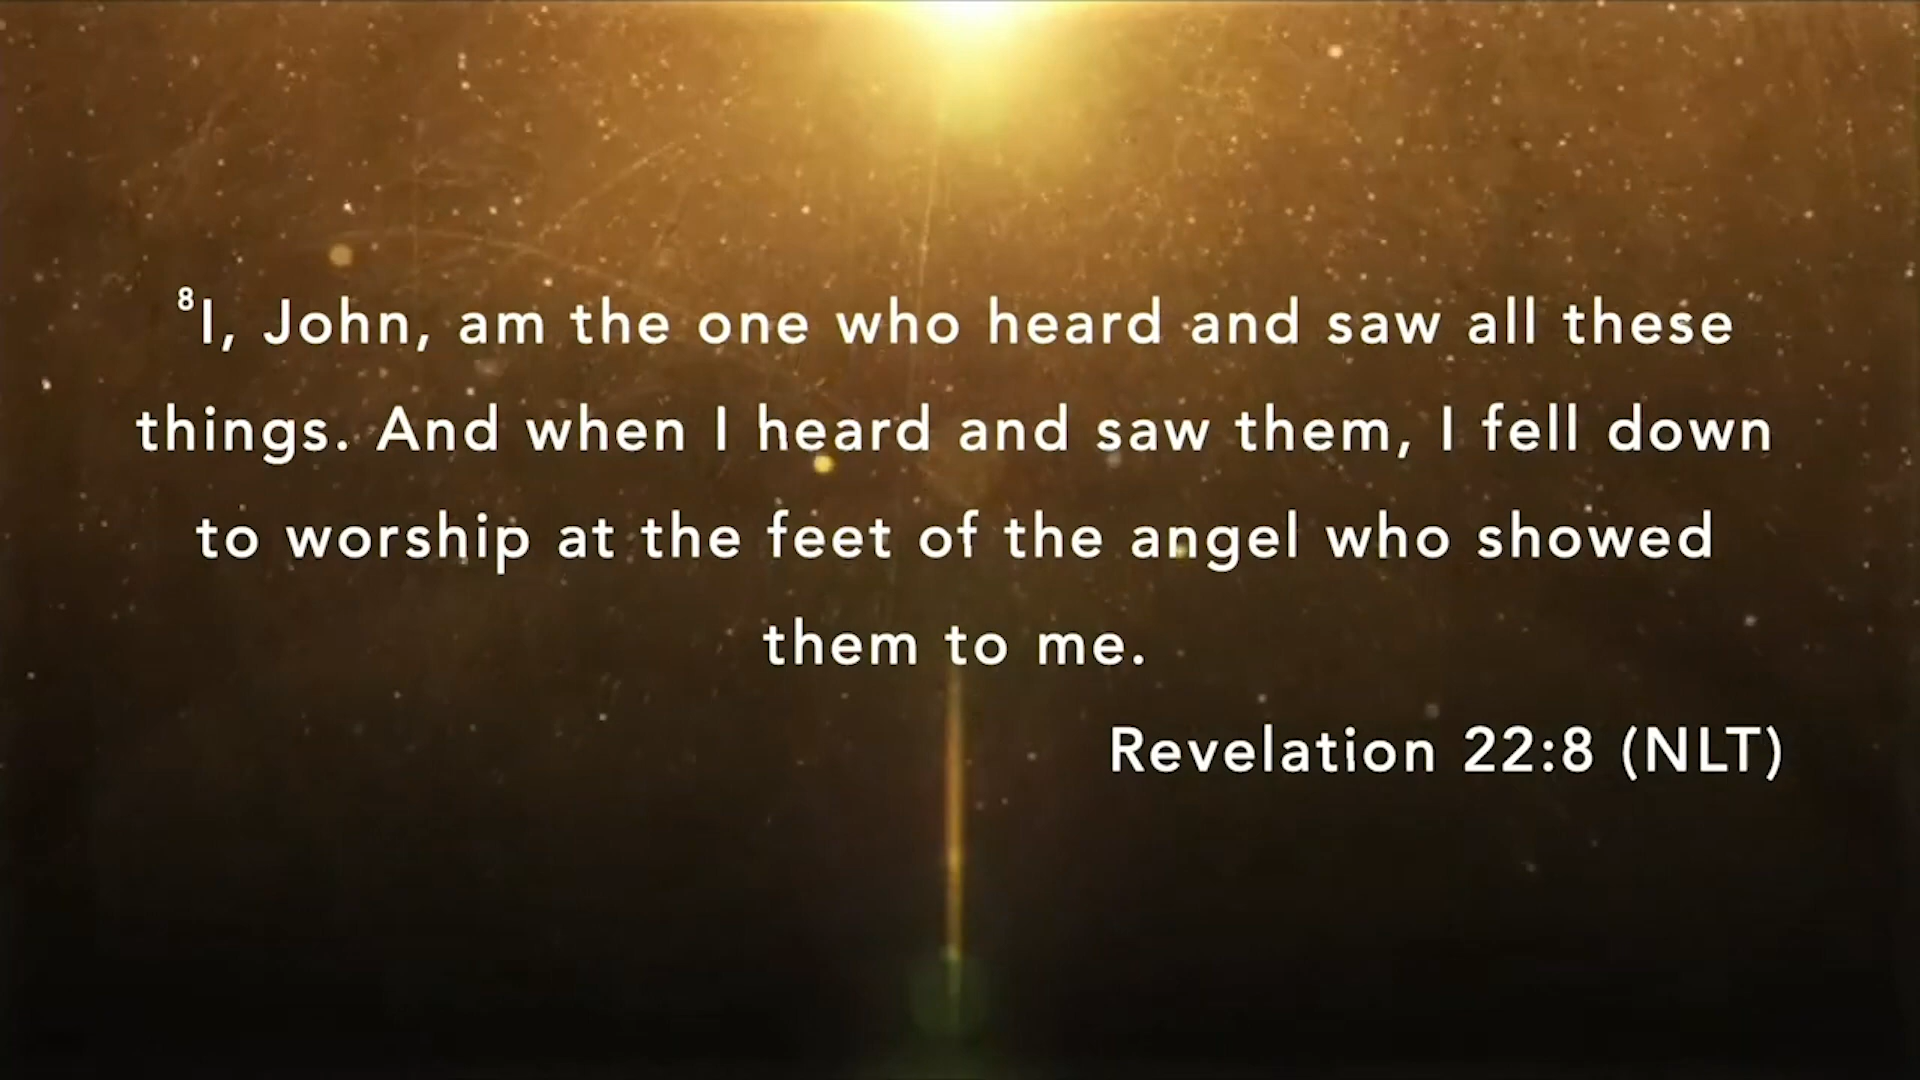 ⁸I, John, am the one who heard and saw all these
things. And when I heard and saw them, I fell down
to worship at the feet of the angel who showed
them to me.
Revelation 22:8 (NLT)